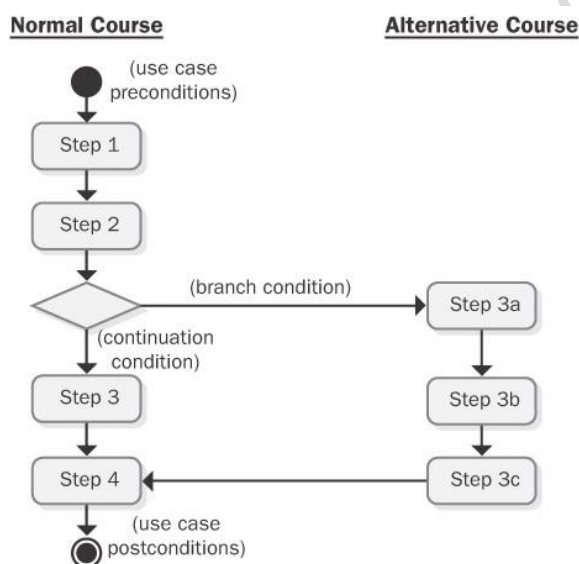 Normal Course
Alternative Course
(use case
preconditions)
Step 1
Step 2
(branch condition)
Step 3a
(continuation
condition)
Step 3
Step 3b
Step 4
Step 3c
(use case
postconditions)